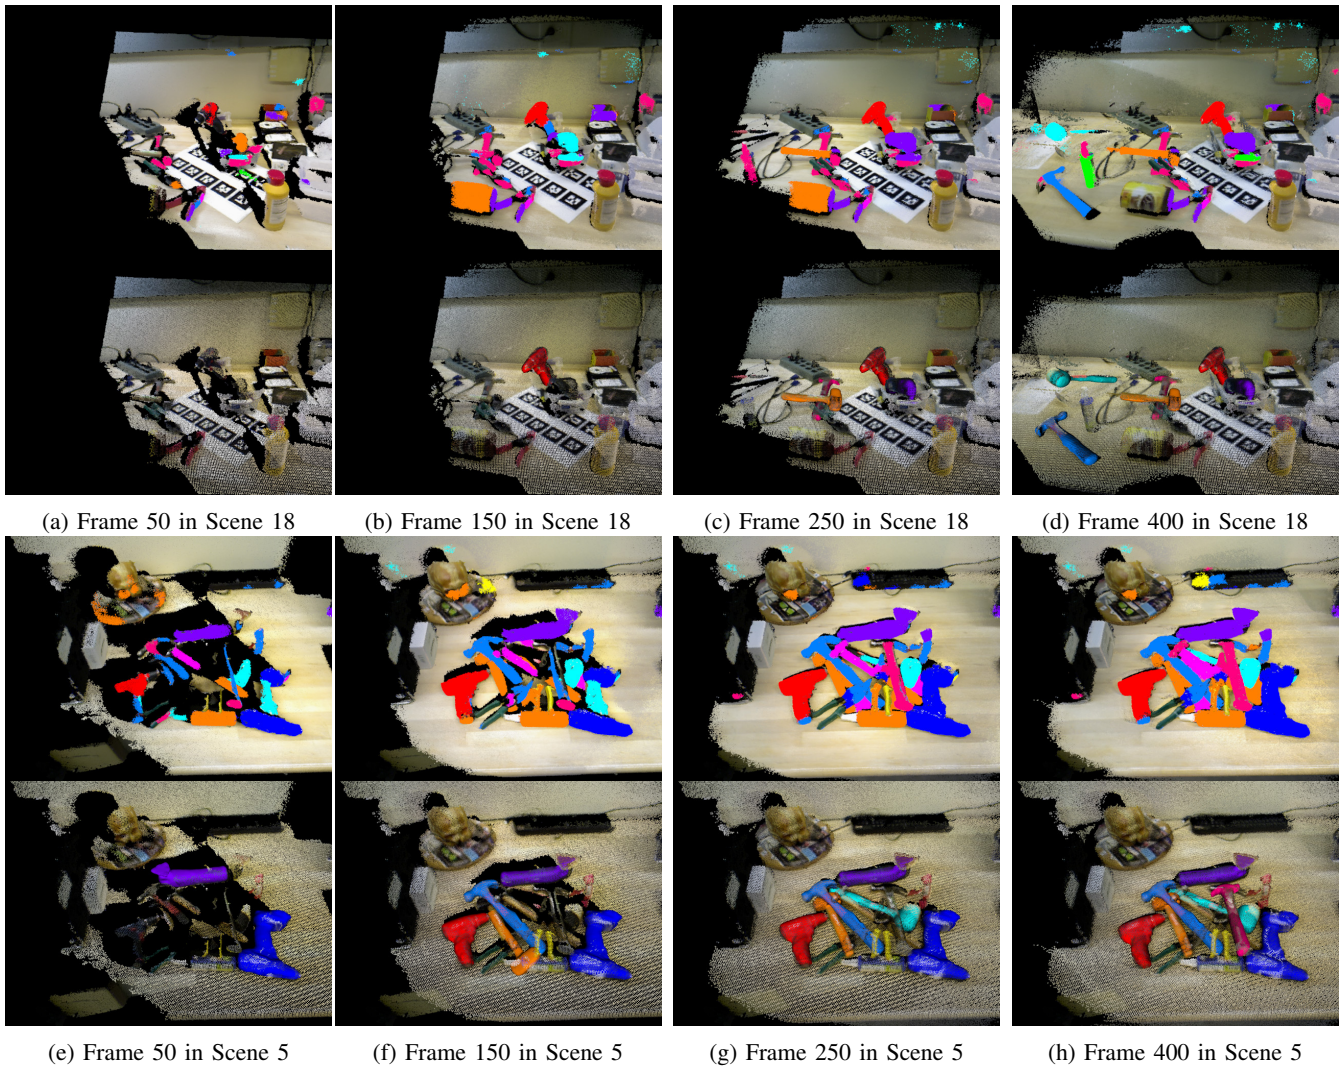 (a) Frame 50 in Scene 18
(b) Frame 150 in Scene 18
(c) Frame 250 in Scene 18
(d) Frame 400 in Scene 18
(e) Frame 50 in Scene 5
(f) Frame 150 in Scene 5
(g) Frame 250 in Scene 5
(h) Frame 400 in Scene 5